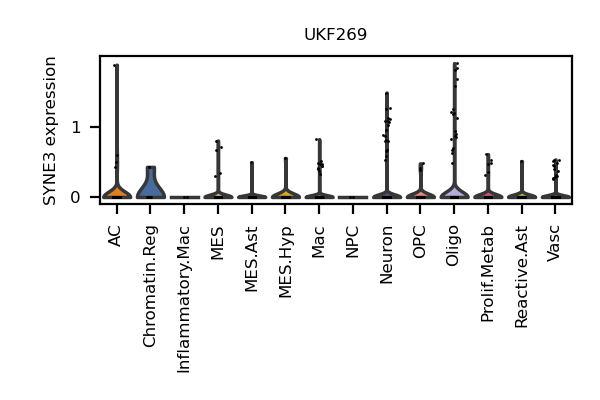 UKF269
SYNE3 expression
1
0
AC
Chromatin.Reg
Inflammatory.Mac
MES
MES.Ast
MES.Hyp
Mac
NPC
Neuron
OPC
Oligo
Prolif.Metab
Reactive.Ast
Vasc